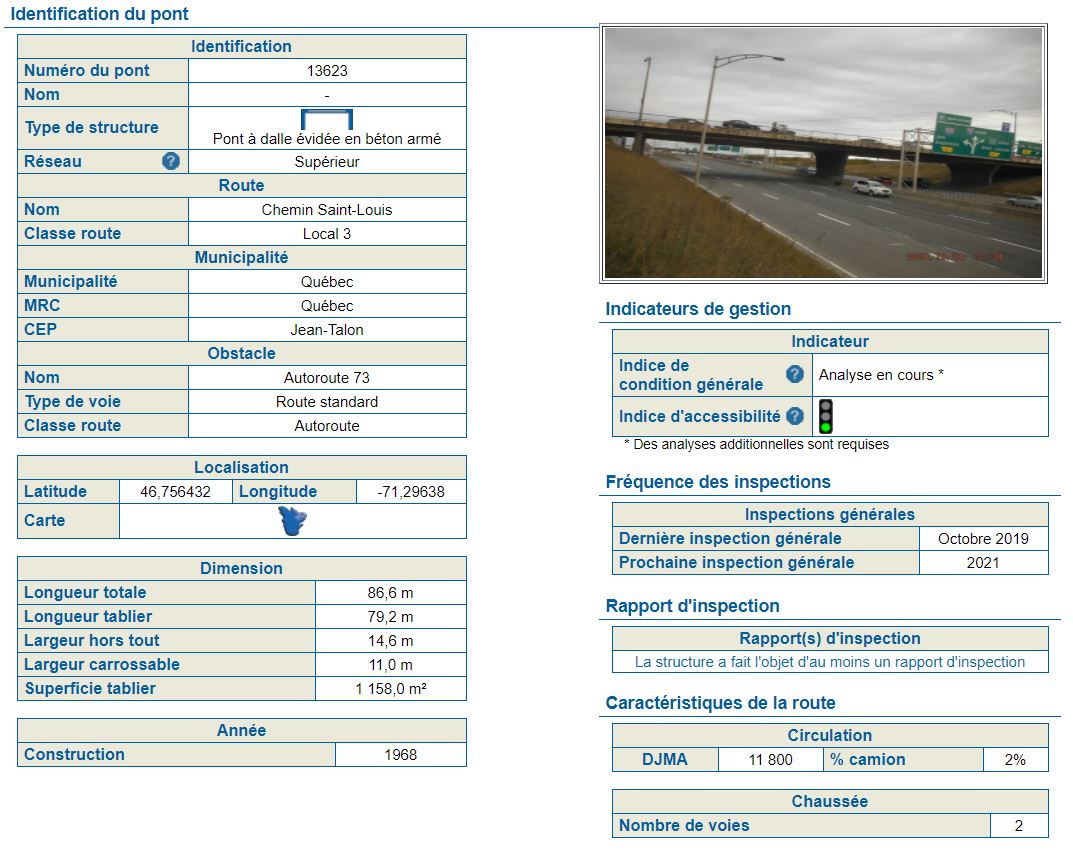 Identification du pont
Identification
Numéro du pont 13623
Nom -
Type de structure Pont à dalle évidée en béton armé
Réseau ? Supérieur
Route
Nom Chemin Saint-Louis
Classe route Local 3
Municipalité
Municipalité Québec
MRC Québec
CEP Jean-Talon
Obstacle
Nom Autoroute 73
Type de voie Route standard
Classe route Autoroute
Localisation
Latitude 46,756432 Longitude -71,29638
Carte
Dimension
Longueur totale 86,6 m
Longueur tablier 79,2 m
Largeur hors tout 14,6 m
Largeur carrossable 11,0 m
Superficie tablier 1 158,0 m²
Année
Construction 1968
Indicateurs de gestion
Indicateur
Indice de
condition générale ? Analyse en cours *
Indice d'accessibilité ?
* Des analyses additionnelles sont requises
Fréquence des inspections
Inspections générales
Dernière inspection générale Octobre 2019
Prochaine inspection générale 2021
Rapport d'inspection
Rapport(s) d'inspection
La structure a fait l'objet d'au moins un rapport d'inspection
Caractéristiques de la route
Circulation
DJMA 11 800 % camion 2%
Chaussée
Nombre de voies 2